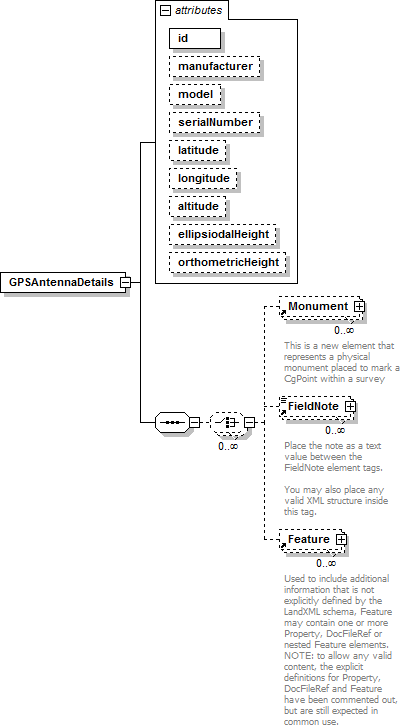 attributes
id
manufacturer
model
serialNumber
latitude
longitude
altitude
ellipsiodalHeight
orthometricHeight
GPSAntennaDetails
Monument
0..∞
This is a new element that
represents a physical
monument placed to mark a
CgPoint within a survey
FieldNote
0..∞
Place the note as a text
value between the
FieldNote element tags.
You may also place any
valid XML structure inside
this tag.
0..∞
Feature
0..∞
Used to include additional
information that is not
explicitly defined by the
LandXML schema, Feature
may contain one or more
Property, DocFileRef or
nested Feature elements.
NOTE: to allow any valid
content, the explicit
definitions for Property,
DocFileRef and Feature
have been commented out,
but are still expected in
common use.